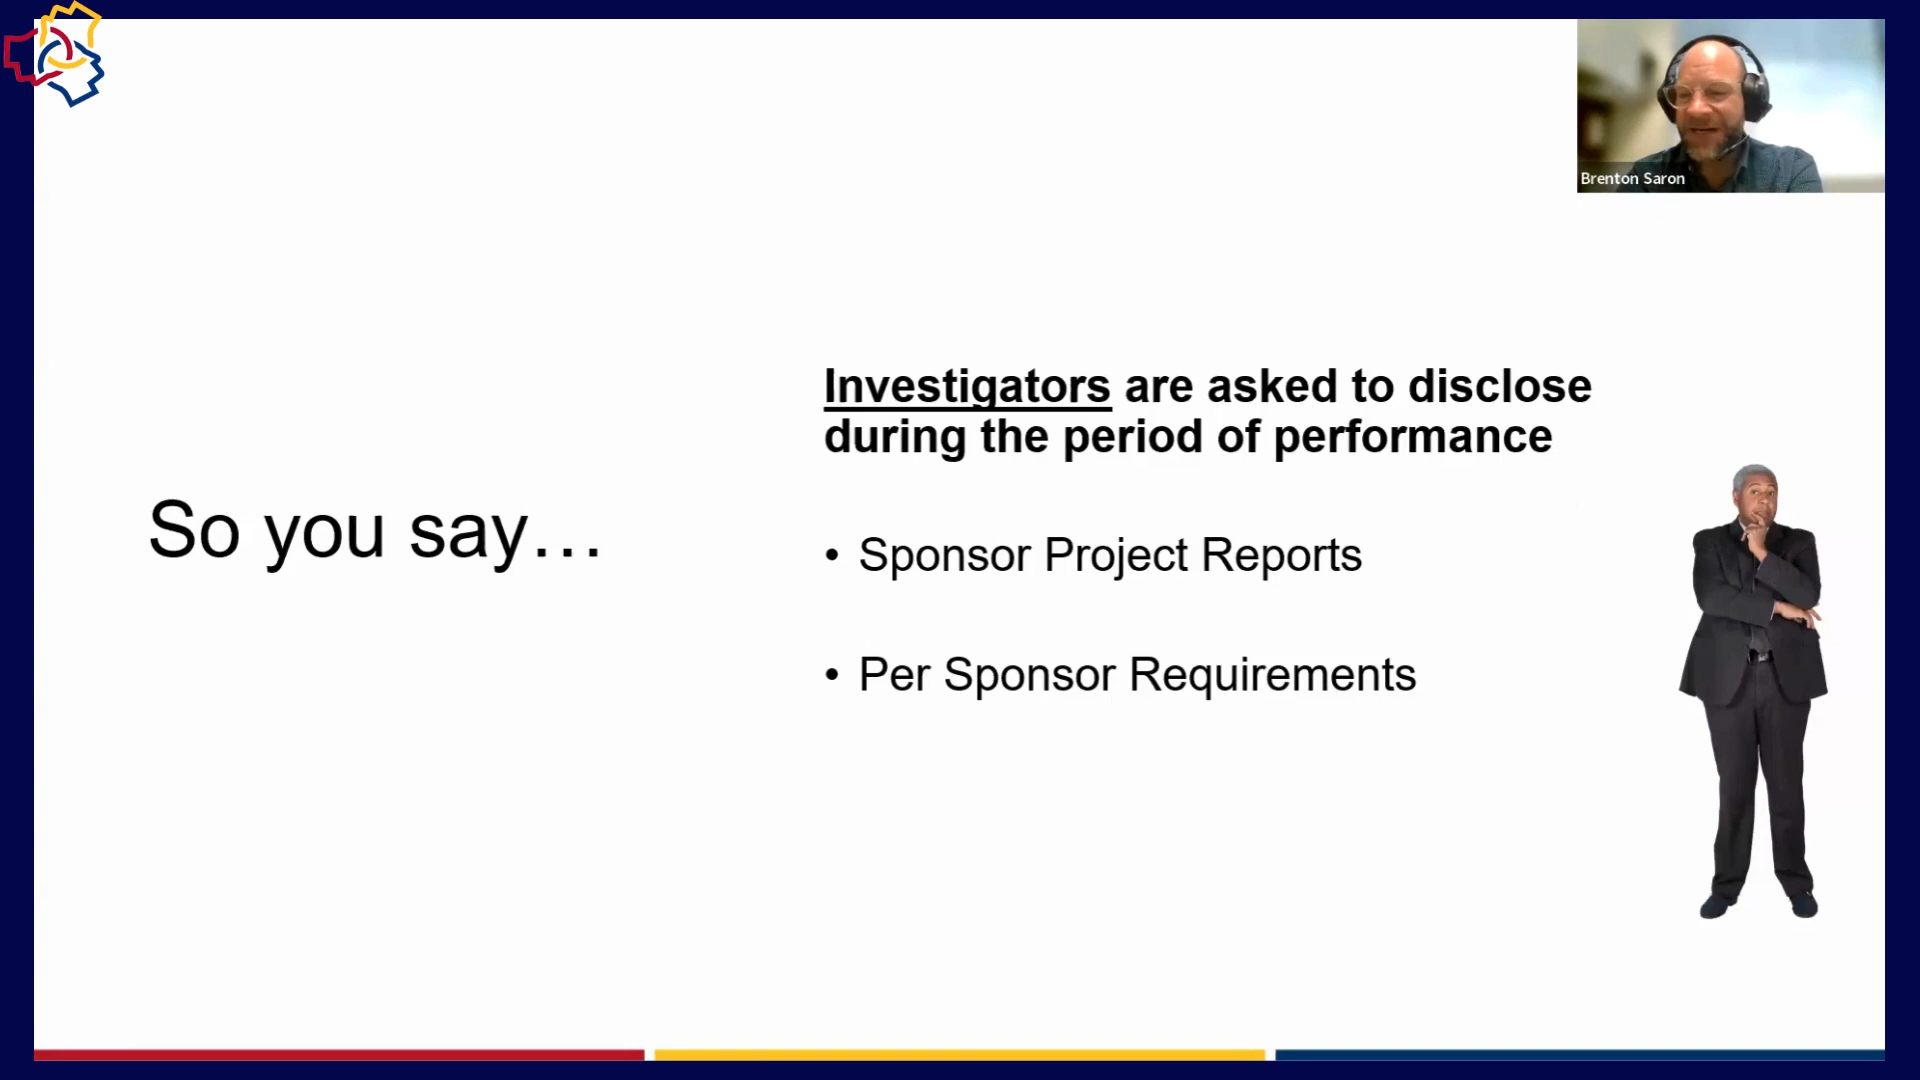 Brenton Saron
So you say…
Investigators are asked to disclose
during the period of performance
• Sponsor Project Reports
• Per Sponsor Requirements